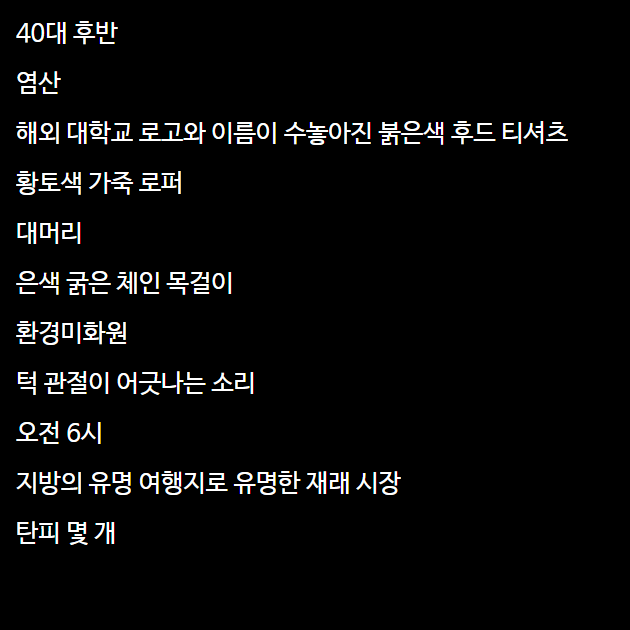 40대 후반
염산
해외 대학교 로고와 이름이 수놓아진 붉은색 후드 티셔츠
황토색 가죽 로퍼
대머리
은색 굵은 체인 목걸이
환경미화원
턱 관절이 어긋나는 소리
오전 6시
지방의 유명 여행지로 유명한 재래 시장
탄피 몇 개